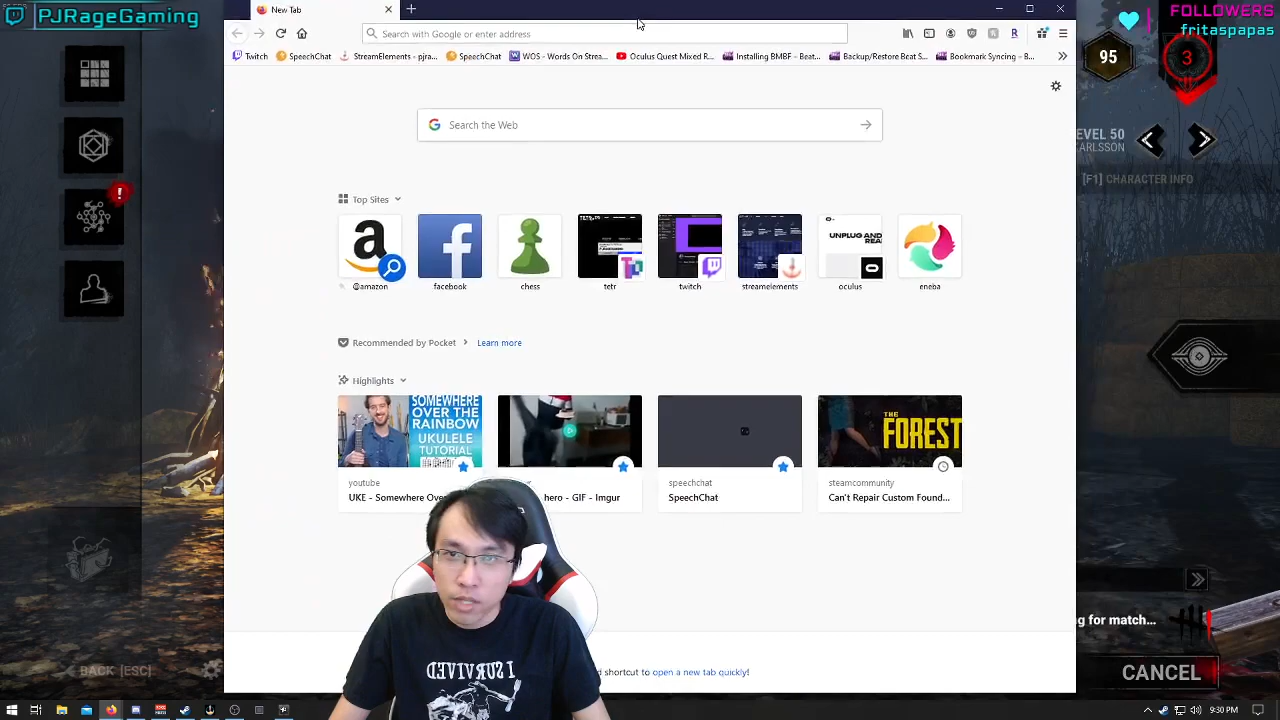 PJRageGaming
FOLLOWERS
fritaspapas
New Tab
Search with Google or enter address
Twitch
SpeechChat
StreamElements - pjra...
SpeechChat
WOS - Words On Strea...
Oculus Quest Mixed R...
Installing BMBF – Beat...
Backup/Restore Beat S...
Bookmark Syncing – B...
95
3
EVEL 50
ARLSSON
[F1] CHARACTER INFO
Search the Web
Top Sites
@amazon
facebook
chess
tetr
twitch
streamelements
oculus
eneba
UNPLUG AND
Recommended by Pocket
Learn more
Highlights
SOMEWHERE
OVER THE
RAINBOW
UKULELE
TUTORIAL
THE
FOREST
youtube
UKE - Somewhere Ove
hero - GIF - Imgur
speechchat
SpeechChat
steamcommunity
Can't Repair Custom Found...
I SURVIVED
g for match...
BACK [ESC]
CANCEL
d shortcut to open a new tab quickly!
9:30 PM